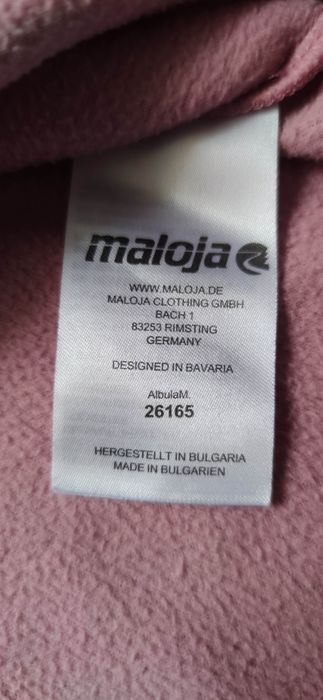 maloja
WWW.MALOJA.DE
MALOJA CLOTHING GMBH
BACH 1
83253 RIMSTING
GERMANY
DESIGNED IN BAVARIA
AlbulaM.
26165
HERGESTELLT IN BULGARIA
MADE IN BULGARIEN